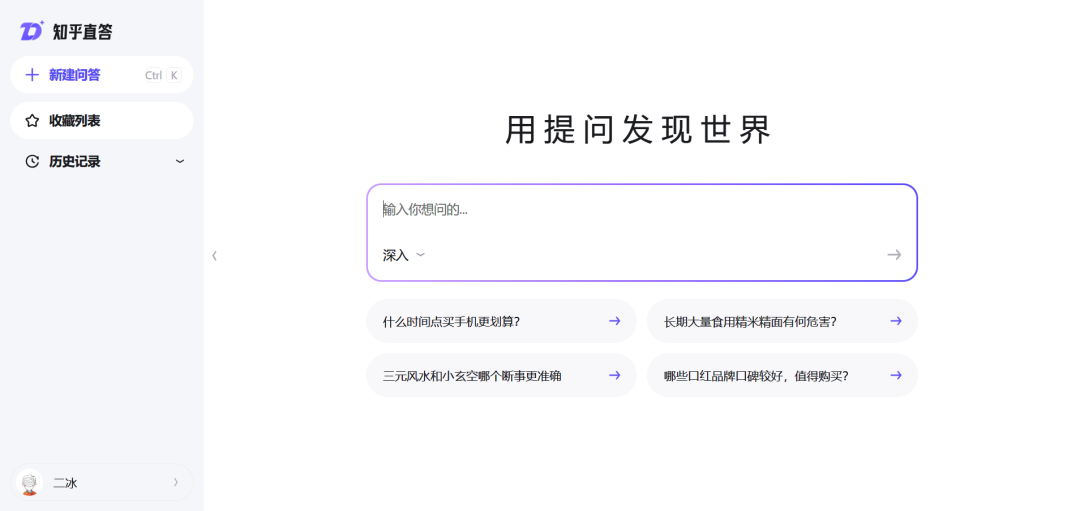 知乎直答
新建问答 Ctrl K
收藏列表
历史记录
用提问发现世界
输入你想问的...
深入
什么时间点买手机更划算?
长期大量食用精米精面有何危害?
三元风水和小玄空哪个断事更准确
哪些口红品牌口碑较好，值得购买?
二冰